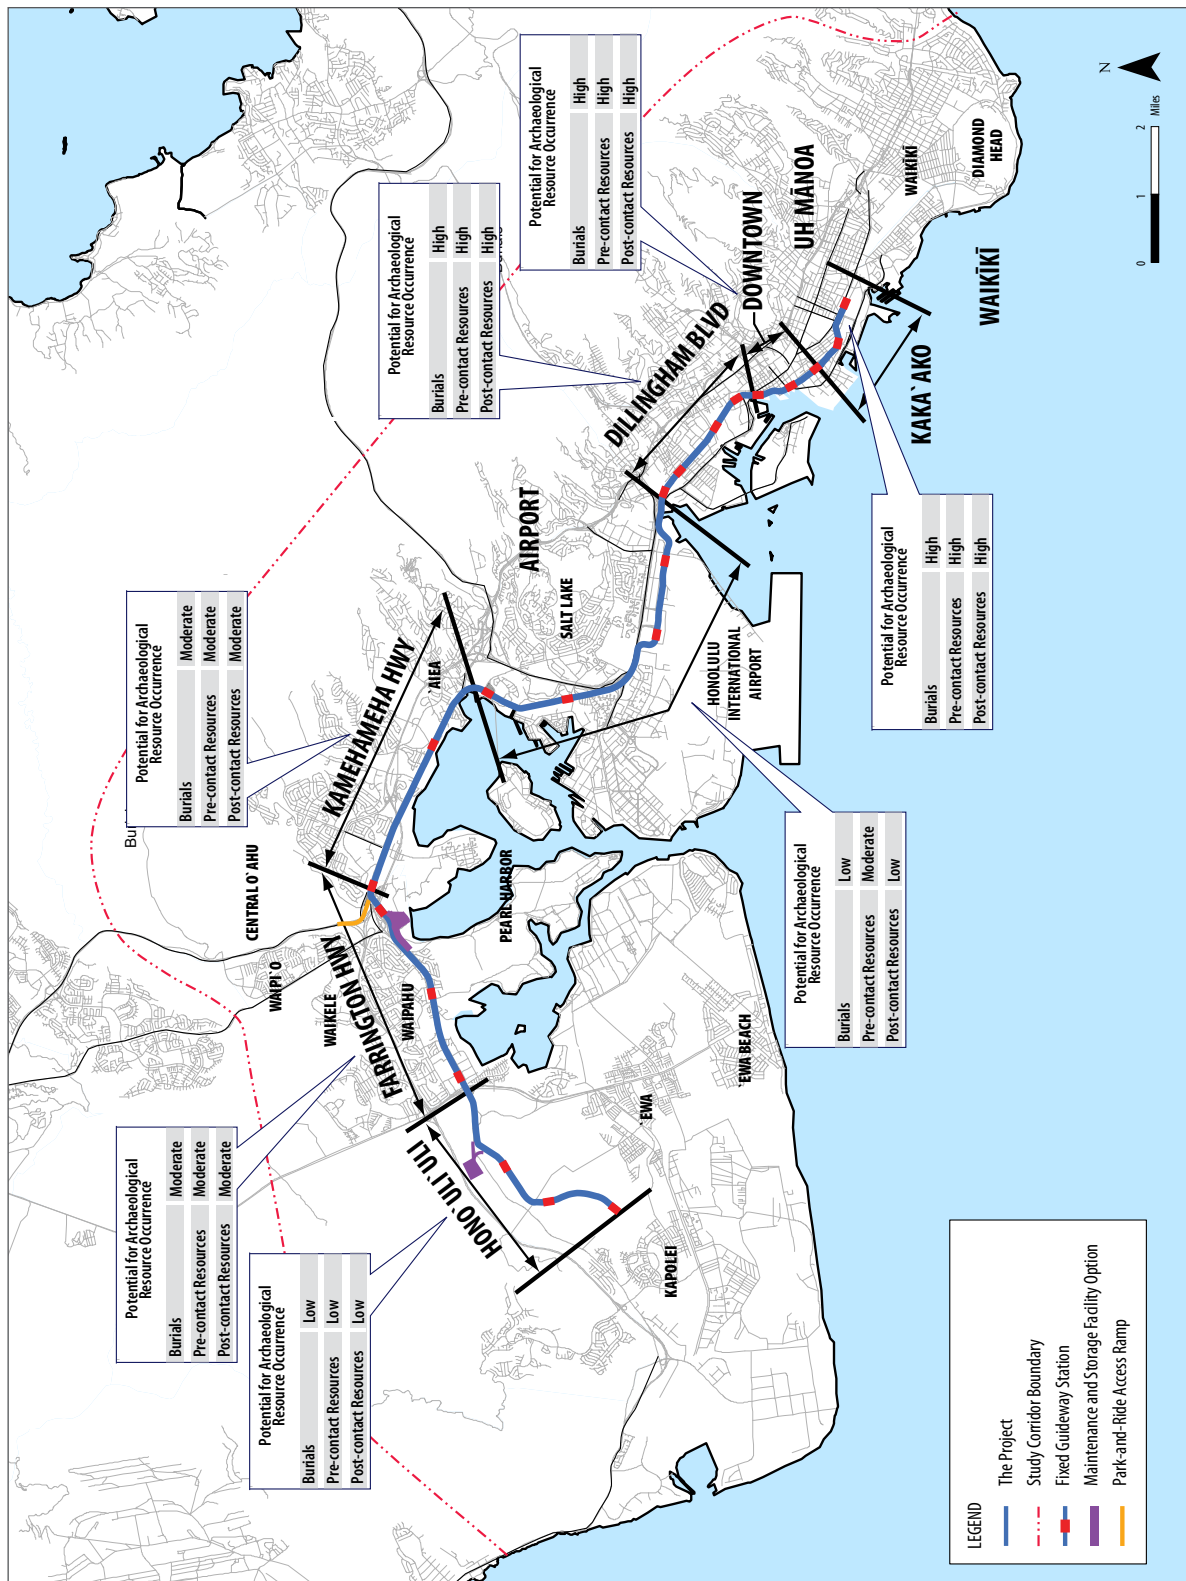 Potential for Archaeological
Resource Occurrence
Burials Low
Pre-contact Resources Low
Post-contact Resources Low
Potential for Archaeological
Resource Occurrence
Burials Moderate
Pre-contact Resources Moderate
Post-contact Resources Moderate
Potential for Archaeological
Resource Occurrence
Burials Moderate
Pre-contact Resources Moderate
Post-contact Resources Moderate
Potential for Archaeological
Resource Occurrence
Burials High
Pre-contact Resources High
Post-contact Resources High
Potential for Archaeological
Resource Occurrence
Burials High
Pre-contact Resources High
Post-contact Resources High
Potential for Archaeological
Resource Occurrence
Burials Low
Pre-contact Resources Moderate
Post-contact Resources Low
Potential for Archaeological
Resource Occurrence
Burials High
Pre-contact Resources High
Post-contact Resources High
CENTRAL O`AHU
WAIPI`O
WAIKELE
FARRINGTON HWY
WAIPAHU
HONO`ULI`ULI
KAPOLEI
`EWA
`EWA BEACH
PEARL HARBOR
KAMEHAMEHA HWY
`AIEA
AIRPORT
SALT LAKE
HONOLULU
INTERNATIONAL
AIRPORT
DILLINGHAM BLVD
DOWNTOWN
UH MĀNOA
KAKA`AKO
WAIKĪKĪ
WAIKĪKĪ
DIAMOND
HEAD
N
0 1 2
Miles
LEGEND
The Project
Study Corridor Boundary
Fixed Guideway Station
Maintenance and Storage Facility Option
Park-and-Ride Access Ramp